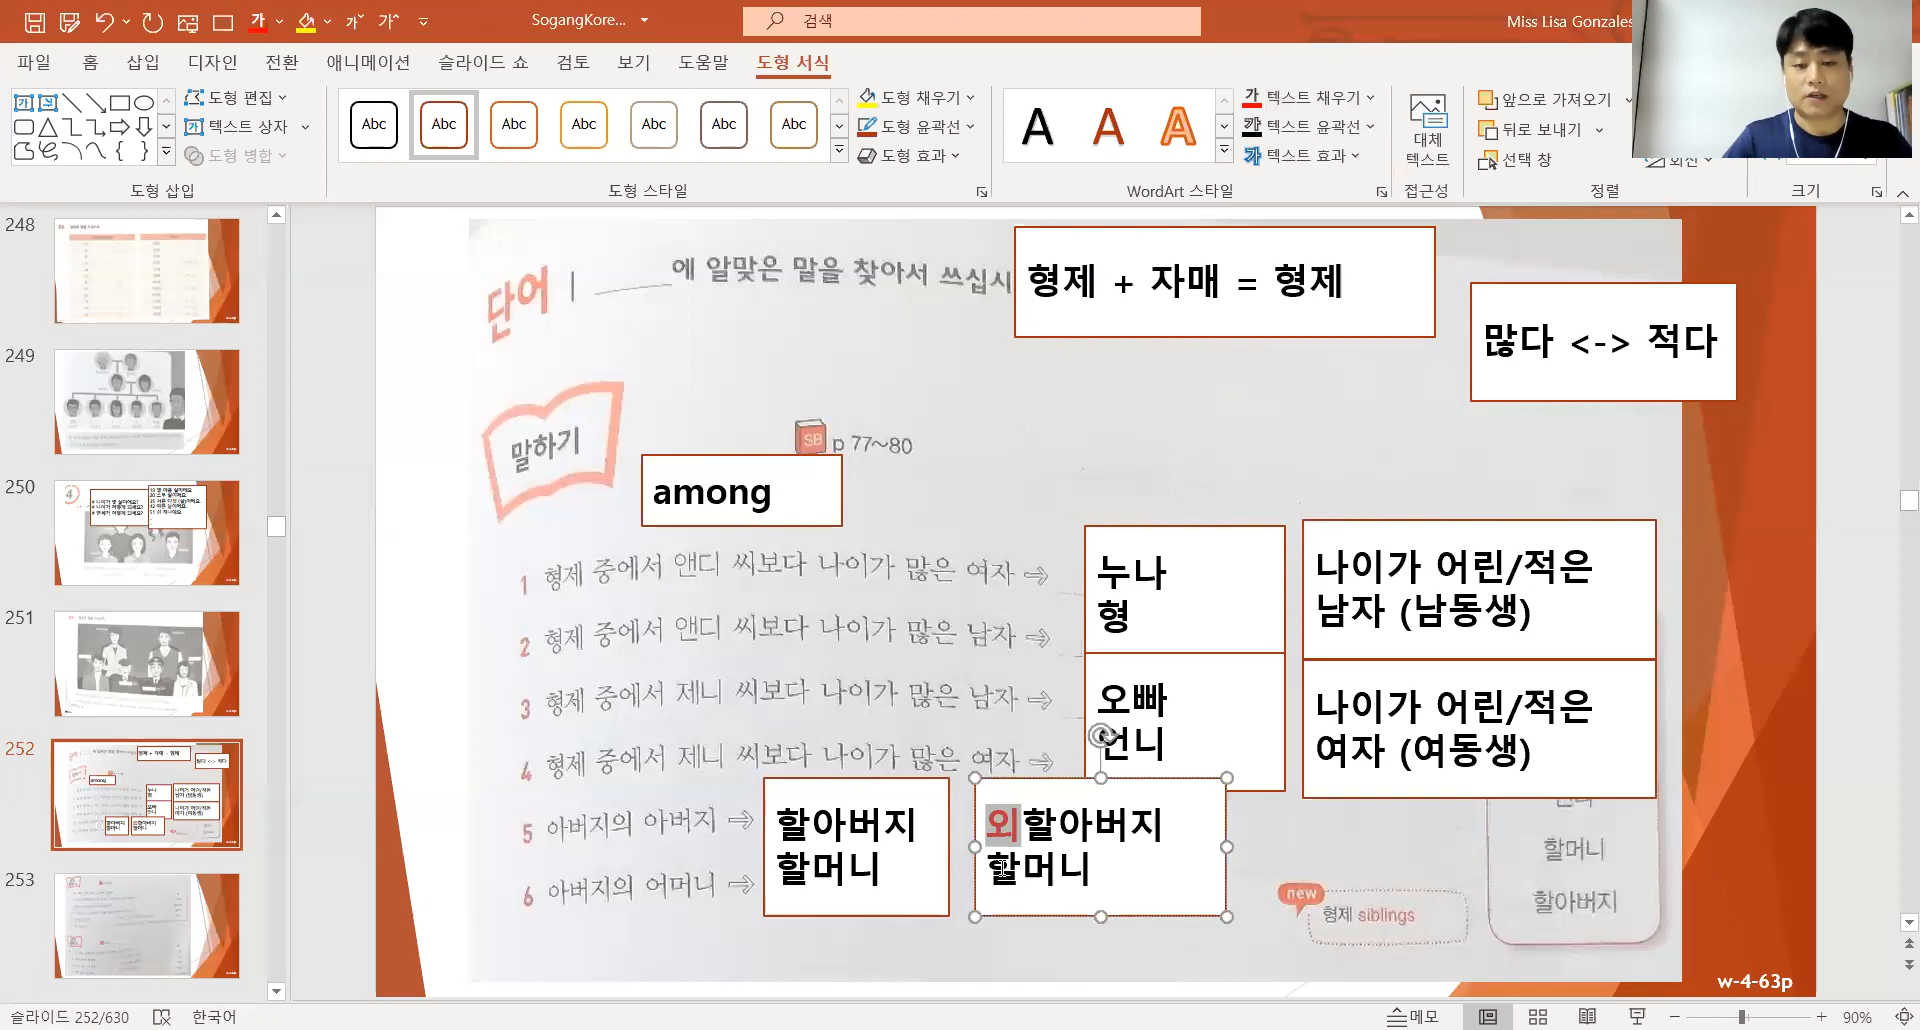 SogangKore...
검색
Miss Lisa Gonzales
파일 홈 삽입 디자인 전환 애니메이션 슬라이드 쇼 검토 보기 도움말 도형 서식
도형 편집
텍스트 상자
도형 병합
도형 삽입
Abc Abc Abc Abc Abc Abc Abc
도형 채우기
도형 윤곽선
도형 효과
도형 스타일
A A A
텍스트 채우기
텍스트 윤곽선
텍스트 효과
WordArt 스타일
대체
텍스트
접근성
앞으로 가져오기
뒤로 보내기
선택 창
회전
정렬
크기
248
249
250
251
252
253
단어
에 알맞은 말을 찾아서 쓰십시
형제 + 자매 = 형제
많다 <-> 적다
말하기
SB p 77~80
among
1 형제 중에서 앤디 씨보다 나이가 많은 여자 ⇨
2 형제 중에서 앤디 씨보다 나이가 많은 남자 ⇨
3 형제 중에서 제니 씨보다 나이가 많은 남자 ⇨
4 형제 중에서 제니 씨보다 나이가 많은 여자 ⇨
5 아버지의 아버지 ⇨
6 아버지의 어머니 ⇨
누나
형
오빠
언니
나이가 어린/적은
남자 (남동생)
나이가 어린/적은
여자 (여동생)
할아버지
할머니
외할아버지
할머니
new
형제 siblings
할머니
할아버지
w-4-63p
슬라이드 252/630
한국어
메모
90%